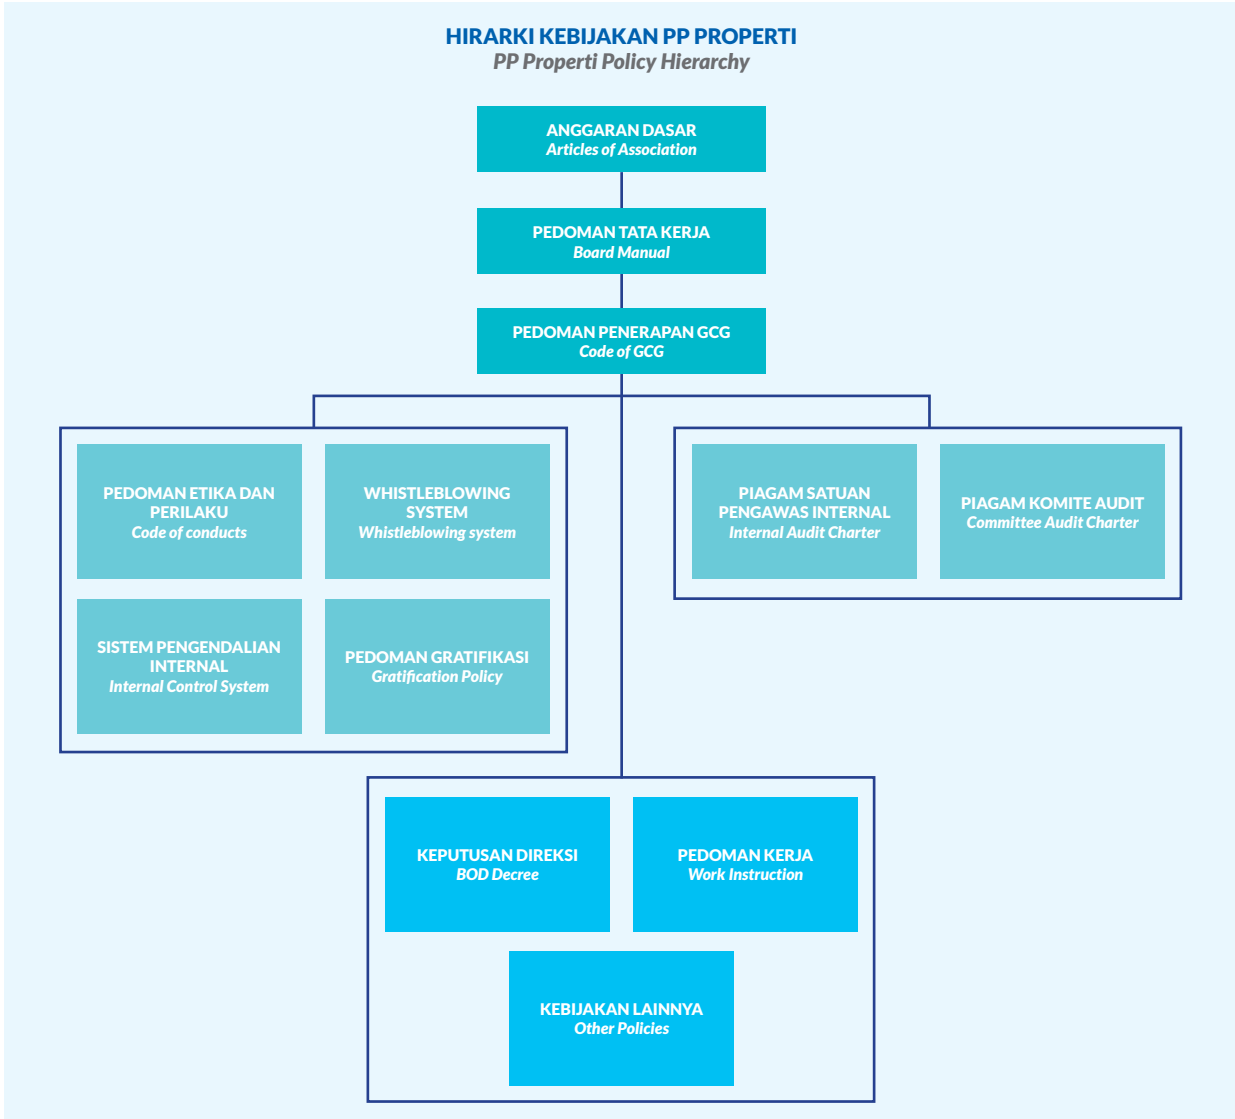 HIRARKI KEBIJAKAN PP PROPERTI
PP Properti Policy Hierarchy
ANGGARAN DASAR
Articles of Association
PEDOMAN TATA KERJA
Board Manual
PEDOMAN PENERAPAN GCG
Code of GCG
PEDOMAN ETIKA DAN
PERILAKU
Code of conducts
WHISTLEBLOWING
SYSTEM
Whistleblowing system
SISTEM PENGENDALIAN
INTERNAL
Internal Control System
PEDOMAN GRATIFIKASI
Gratification Policy
PIAGAM SATUAN
PENGAWAS INTERNAL
Internal Audit Charter
PIAGAM KOMITE AUDIT
Committee Audit Charter
KEPUTUSAN DIREKSI
BOD Decree
PEDOMAN KERJA
Work Instruction
KEBIJAKAN LAINNYA
Other Policies